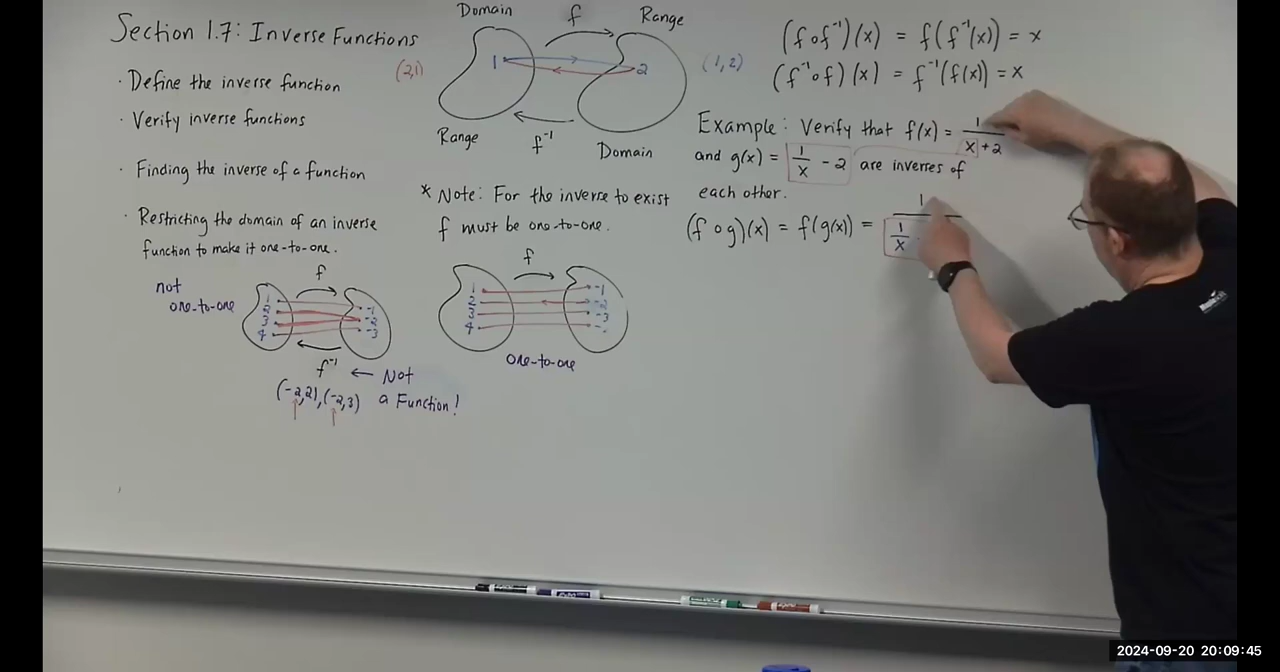 Section 1.7: Inverse Functions
· Define the inverse function
· Verify inverse functions
· Finding the inverse of a function
· Restricting the domain of an inverse
function to make it one-to-one.
not
one-to-one
f
1
2
3
4
-1
-2
-3
f⁻¹ ← Not
a Function!
(-2,2),(-2,3)
Domain f Range
(2,1) 1 2 (1,2)
Range f⁻¹ Domain
* Note: For the inverse to exist
f must be one-to-one.
f
1 -1
2 -2
3 -3
4
one-to-one
(f∘f⁻¹)(x) = f(f⁻¹(x)) = x
(f⁻¹∘f)(x) = f⁻¹(f(x)) = x
Example: Verify that f(x) = 1/(x+2)
and g(x) = 1/x - 2 are inverses of
each other.
(f∘g)(x) = f(g(x)) = 1
1/x
2024-09-20 20:09:45